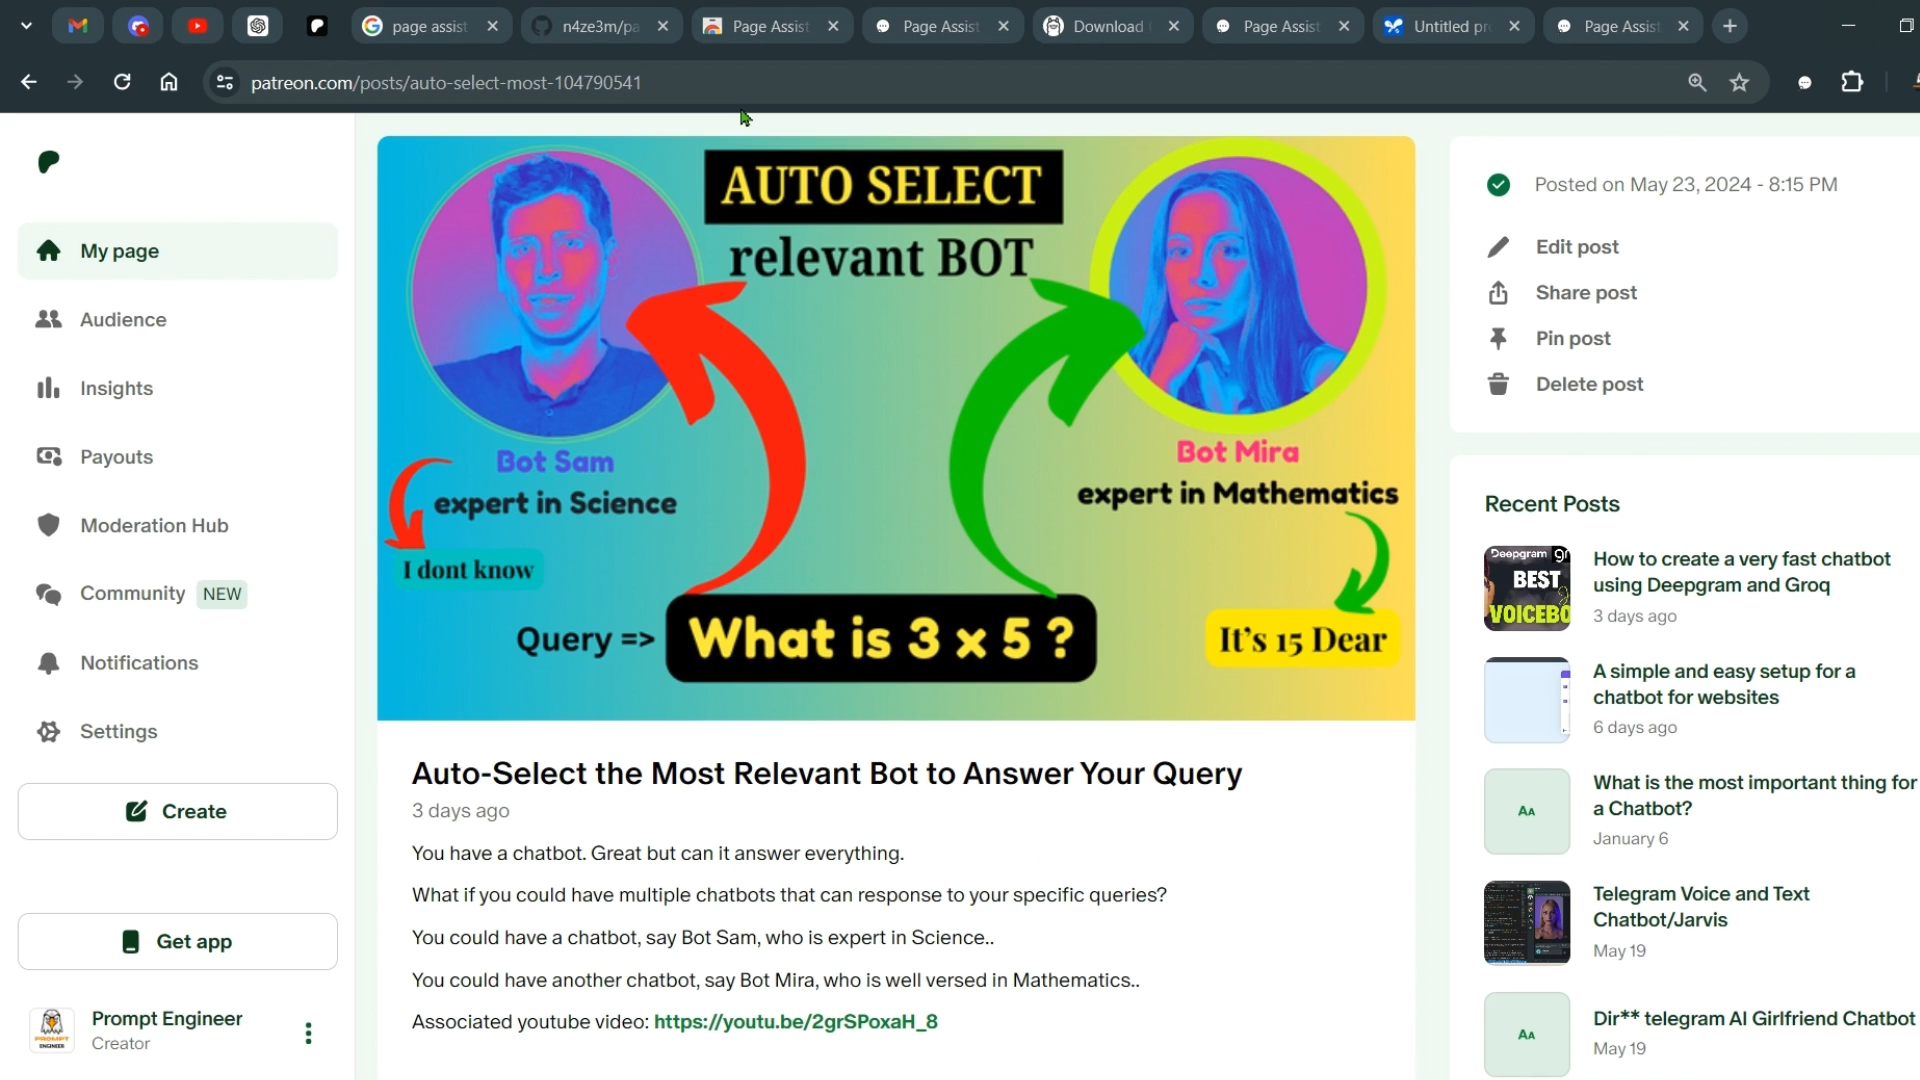 page assist
n4ze3m/pa
Page Assist
Page Assist
Download
Page Assist
Untitled pr
Page Assist
patreon.com/posts/auto-select-most-104790541
My page
Audience
Insights
Payouts
Moderation Hub
Community NEW
Notifications
Settings
Create
Get app
PROMPT
ENGINEER
Prompt Engineer
Creator
AUTO SELECT
relevant BOT
Bot Sam
expert in Science
I dont know
Bot Mira
expert in Mathematics
Query => What is 3 x 5 ?
It's 15 Dear
Auto-Select the Most Relevant Bot to Answer Your Query
3 days ago
You have a chatbot. Great but can it answer everything.
What if you could have multiple chatbots that can response to your specific queries?
You could have a chatbot, say Bot Sam, who is expert in Science..
You could have another chatbot, say Bot Mira, who is well versed in Mathematics..
Associated youtube video: https://youtu.be/2grSPoxaH_8
Posted on May 23, 2024 - 8:15 PM
Edit post
Share post
Pin post
Delete post
Recent Posts
Deepgram gr
BEST
VOICEBO
How to create a very fast chatbot
using Deepgram and Groq
3 days ago
A simple and easy setup for a
chatbot for websites
6 days ago
AA
What is the most important thing for
a Chatbot?
January 6
Telegram Voice and Text
Chatbot/Jarvis
May 19
AA
Dir** telegram AI Girlfriend Chatbot
May 19